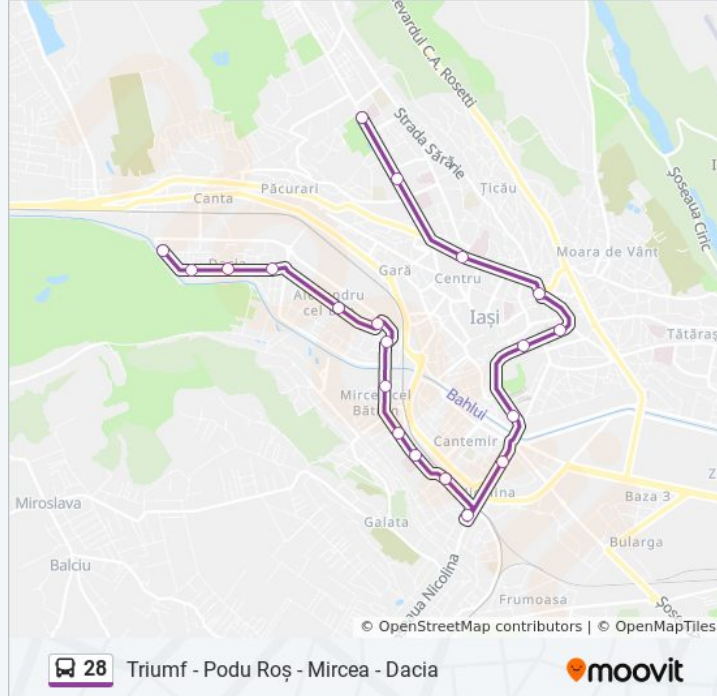 Bulevardul C.A. Rosetti
Strada Sărărie
Șoseaua Ciric
Țicău
Păcurari
Canta
Moara de Vânt
Gară
Centru
Dacia
Alexandru
cel
Iași
Tătăraș
Bahlui
Mircea cel
Bătrân
Cantemir
Nicolina
Baza 3
Miroslava
Galata
Bularga
Balciu
Frumoasa
© OpenStreetMap contributors | © OpenMapTiles
28 Triumf - Podu Roș - Mircea - Dacia
moovit